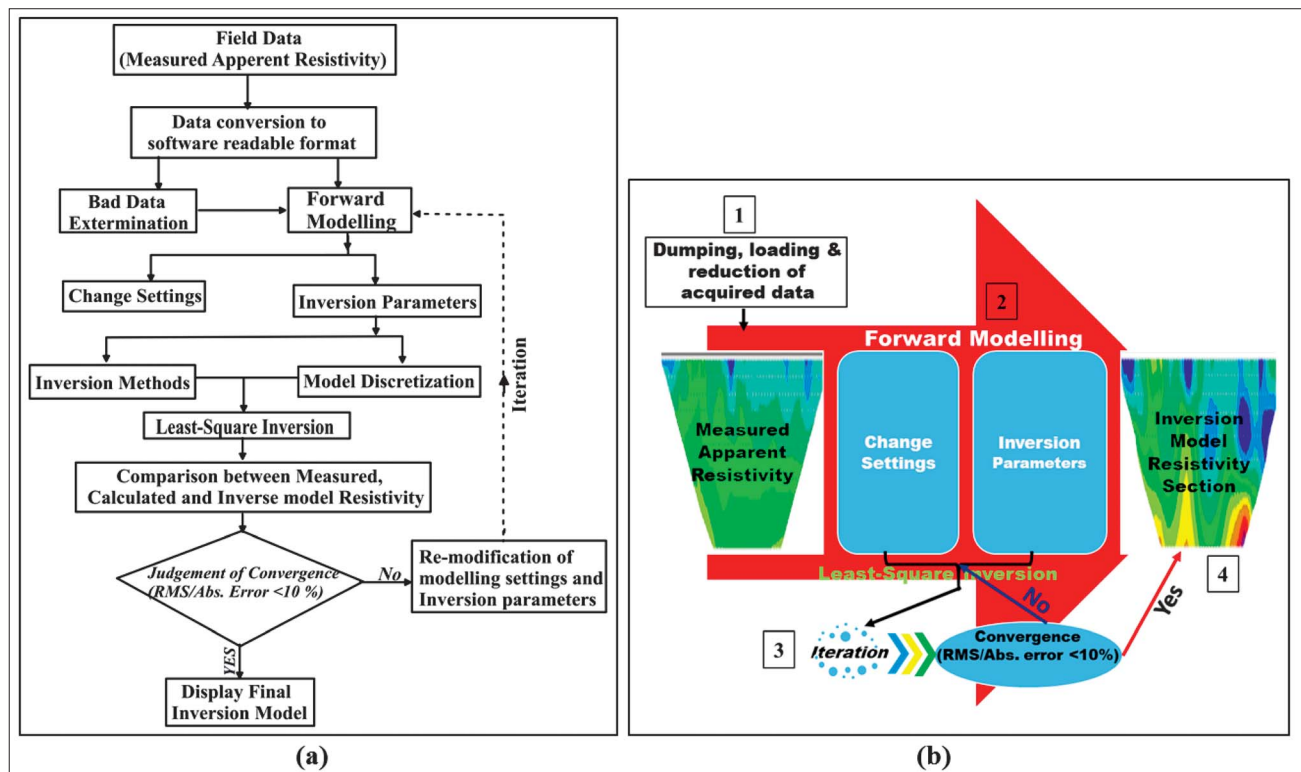 Field Data
(Measured Apperent Resistivity)
Data conversion to
software readable format
Bad Data
Extermination
Forward
Modelling
Change Settings
Inversion Parameters
Inversion Methods
Model Discretization
Iteration
Least-Square Inversion
Comparison between Measured,
Calculated and Inverse model Resistivity
Judgement of Convergence
(RMS/Abs. Error <10 %)
No
Re-modification of
modelling settings and
Inversion parameters
YES
Display Final
Inversion Model
(a)
1
Dumping, loading &
reduction of
acquired data
2
Forward Modelling
Measured
Apparent
Resistivity
Change
Settings
Inversion
Parameters
Inversion
Model
Resistivity
Section
Least-Square Inversion
No
Yes
4
3
Iteration
Convergence
(RMS/Abs. error <10%)
(b)